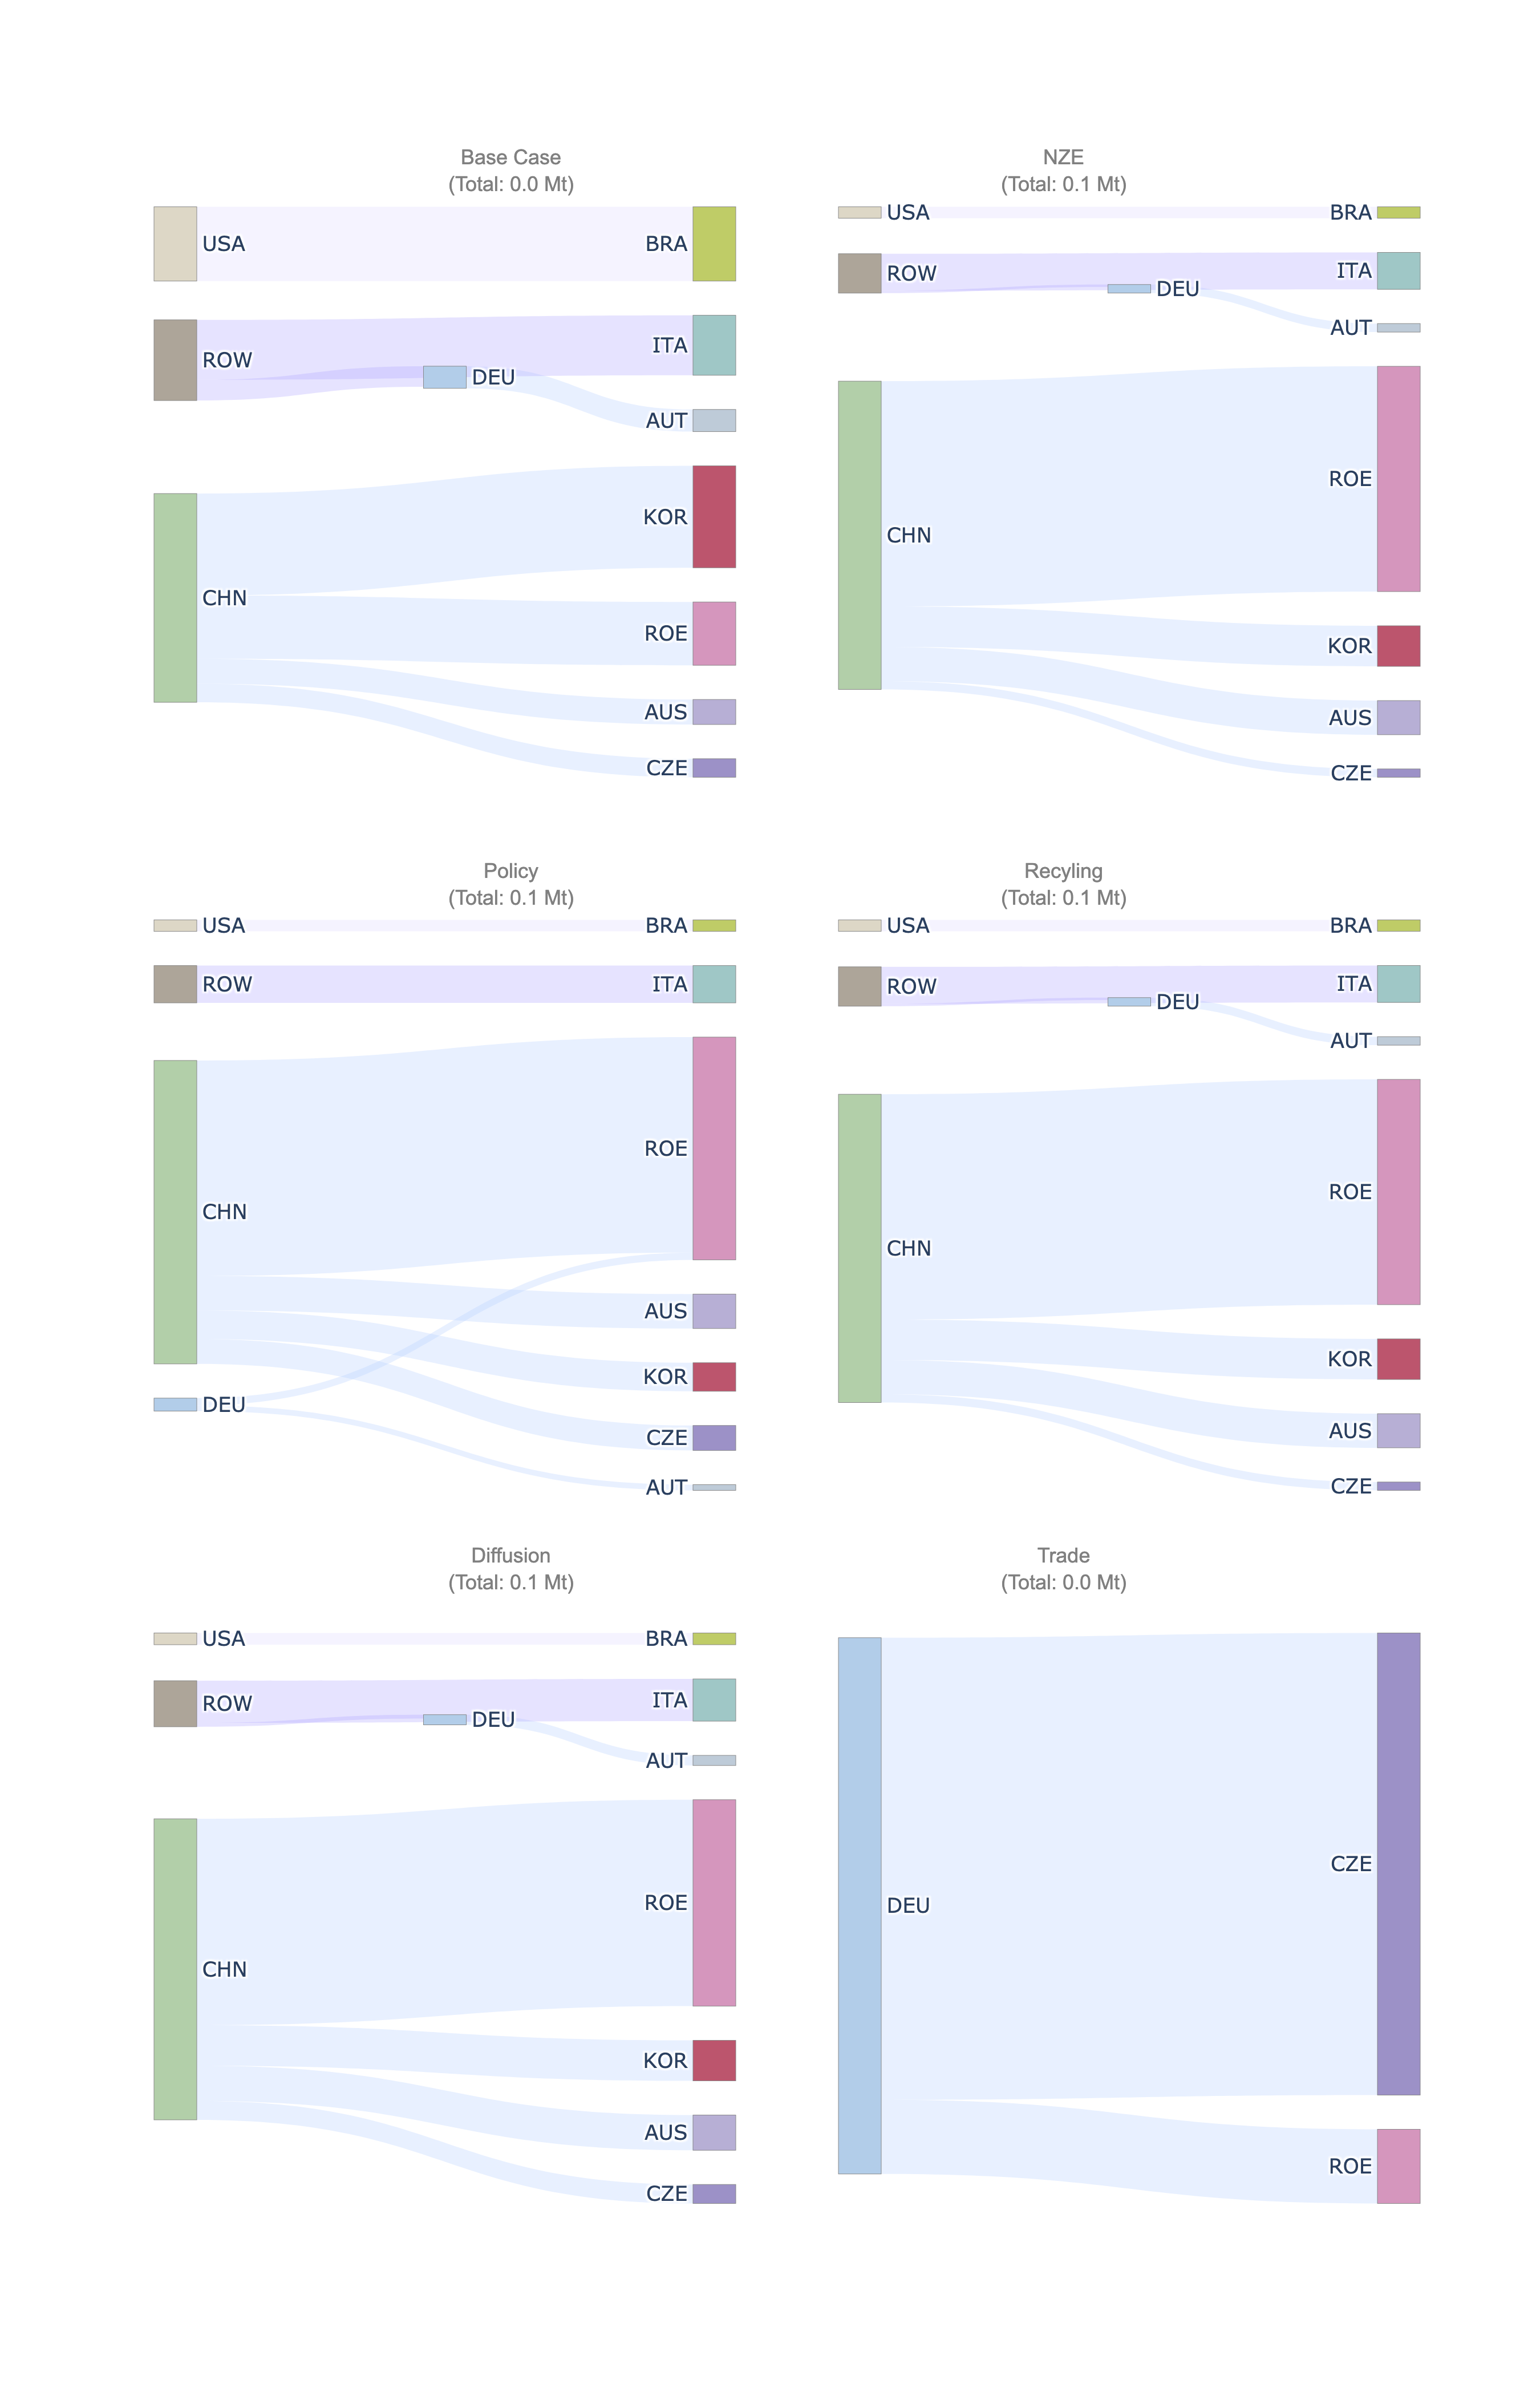 Base Case
(Total: 0.0 Mt)
USA
BRA
ROW
ITA
DEU
AUT
KOR
CHN
ROE
AUS
CZE
NZE
(Total: 0.1 Mt)
USA
BRA
ROW
ITA
DEU
AUT
ROE
CHN
KOR
AUS
CZE
Policy
(Total: 0.1 Mt)
USA
BRA
ROW
ITA
ROE
CHN
AUS
KOR
DEU
CZE
AUT
Recyling
(Total: 0.1 Mt)
USA
BRA
ROW
ITA
DEU
AUT
ROE
CHN
KOR
AUS
CZE
Diffusion
(Total: 0.1 Mt)
USA
BRA
ROW
ITA
DEU
AUT
ROE
CHN
KOR
AUS
CZE
Trade
(Total: 0.0 Mt)
CZE
DEU
ROE